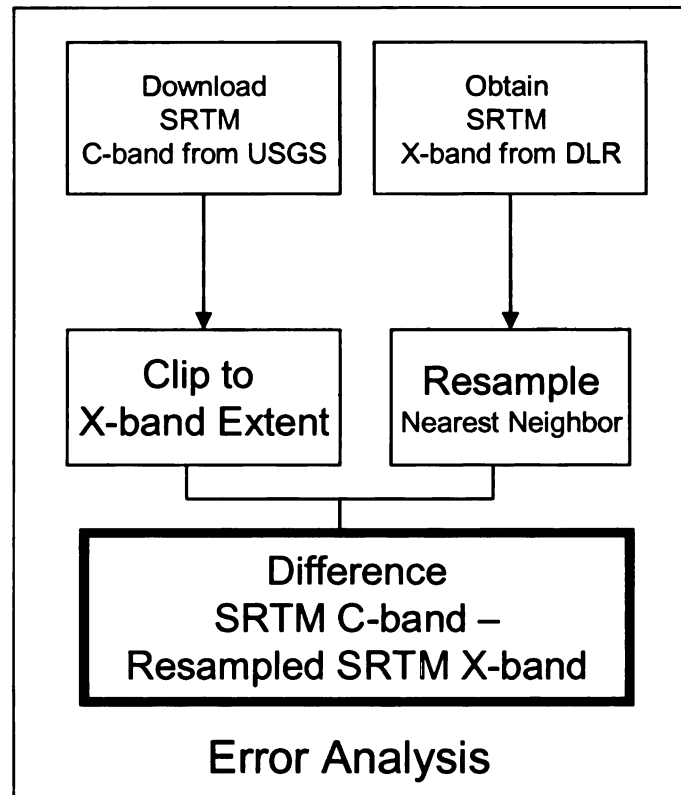 Download
SRTM
C-band from USGS
Obtain
SRTM
X-band from DLR
Clip to
X-band Extent
Resample
Nearest Neighbor
Difference
SRTM C-band –
Resampled SRTM X-band
Error Analysis